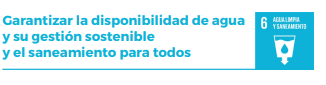 Garantizar la disponibilidad de agua
y su gestión sostenible
y el saneamiento para todos
6 AGUA LIMPIA
Y SANEAMIENTO